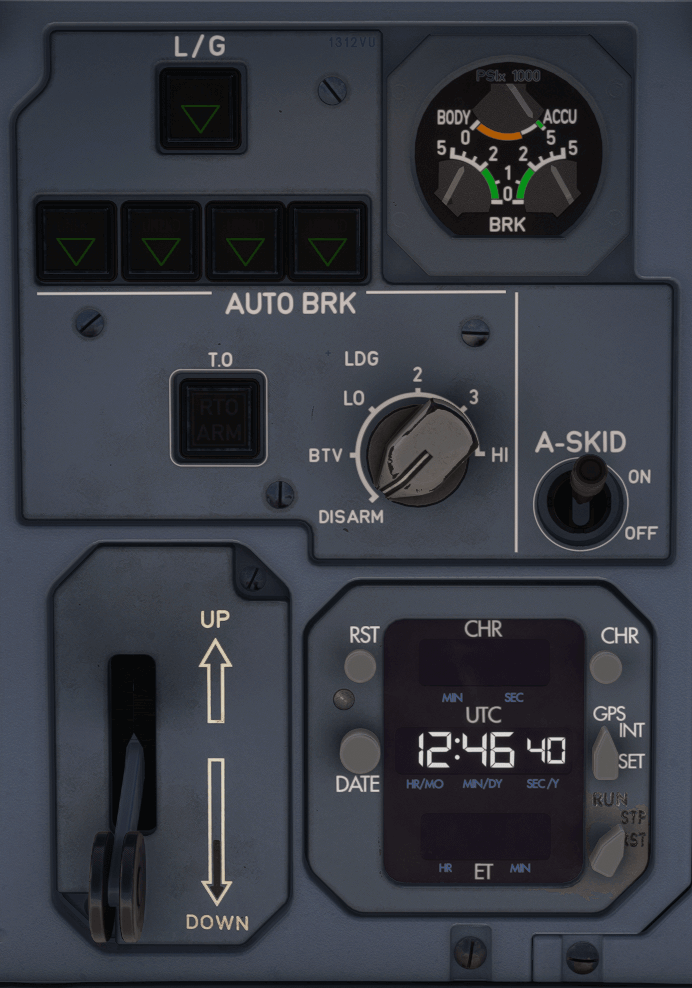 L/G
1312VU
PSIx 1000
BODY ACCU
0 5
5 2 2 5
1
0
BRK
AUTO BRK
T.O
RTO
ARM
LDG
2
LO 3
BTV HI
DISARM
A-SKID
ON
OFF
UP
DOWN
RST CHR CHR
MIN SEC
UTC GPS
INT
12:46 40
SET
DATE HR/MO MIN/DY SEC/Y
RUN
STP
RST
HR ET MIN